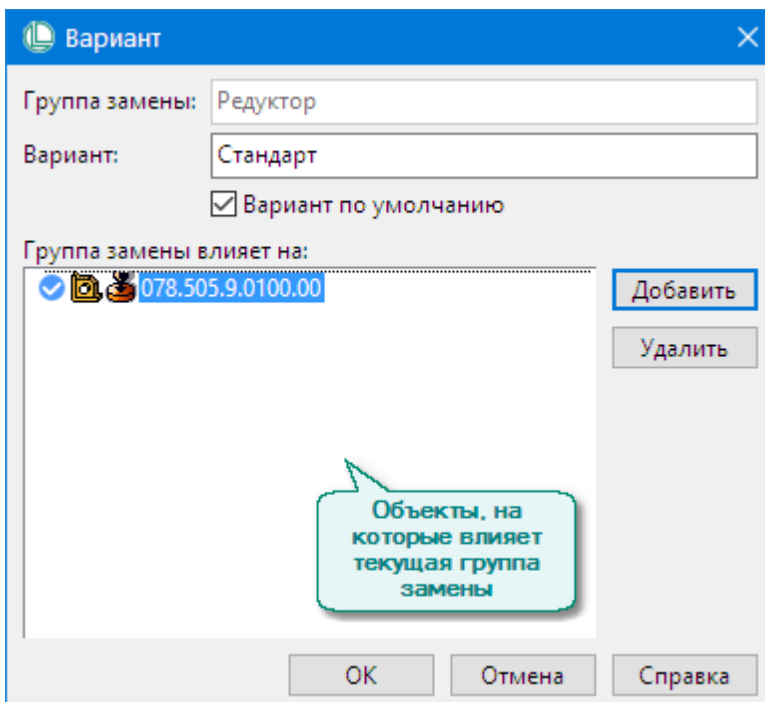 Вариант
Группа замены: Редуктор
Вариант: Стандарт
Вариант по умолчанию
Группа замены влияет на:
078.505.9.0100.00
Добавить
Удалить
Объекты, на
которые влияет
текущая группа
замены
ОК Отмена Справка